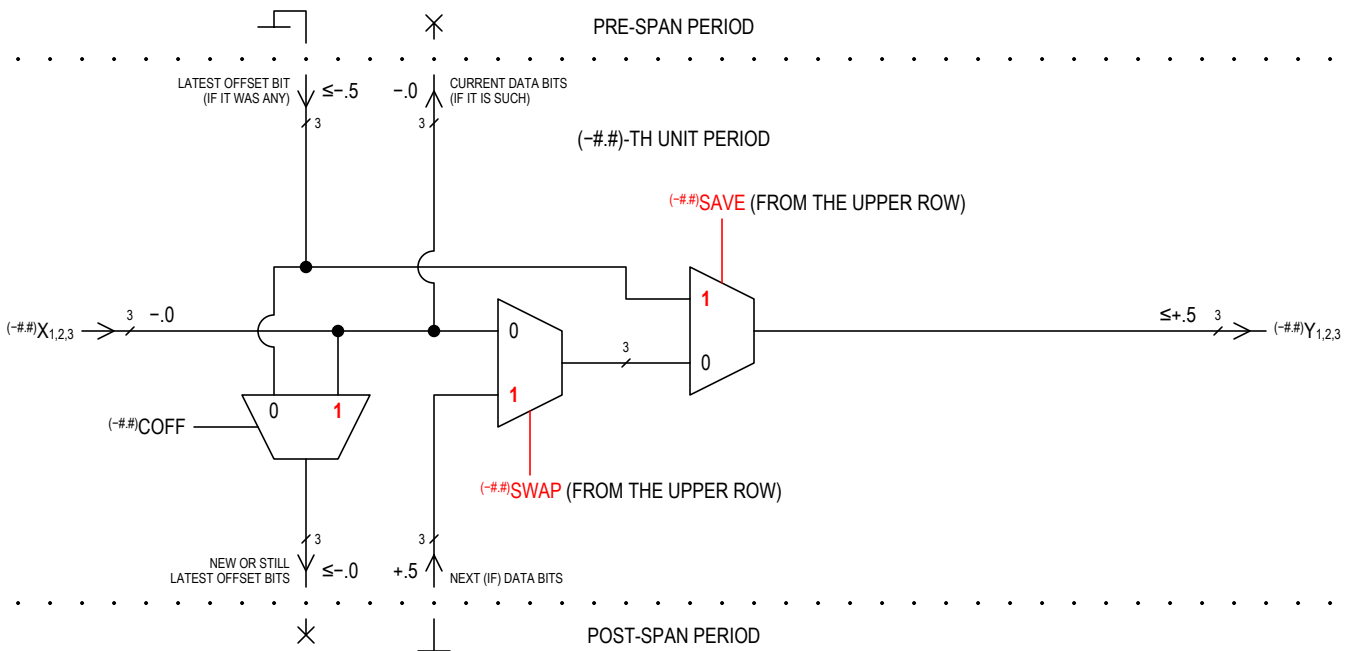 PRE-SPAN PERIOD
LATEST OFFSET BIT
(IF IT WAS ANY)
≤−.5
−.0
CURRENT DATA BITS
(IF IT IS SUCH)
3
3
(−#.#)-TH UNIT PERIOD
(−#.#)SAVE (FROM THE UPPER ROW)
1
(−#.#)X1,2,3
3
−.0
0
≤+.5
3
(−#.#)Y1,2,3
3
0
1
0
1
(−#.#)COFF
(−#.#)SWAP (FROM THE UPPER ROW)
3
3
NEW OR STILL
LATEST OFFSET BITS
≤−.0
+.5
NEXT (IF) DATA BITS
POST-SPAN PERIOD